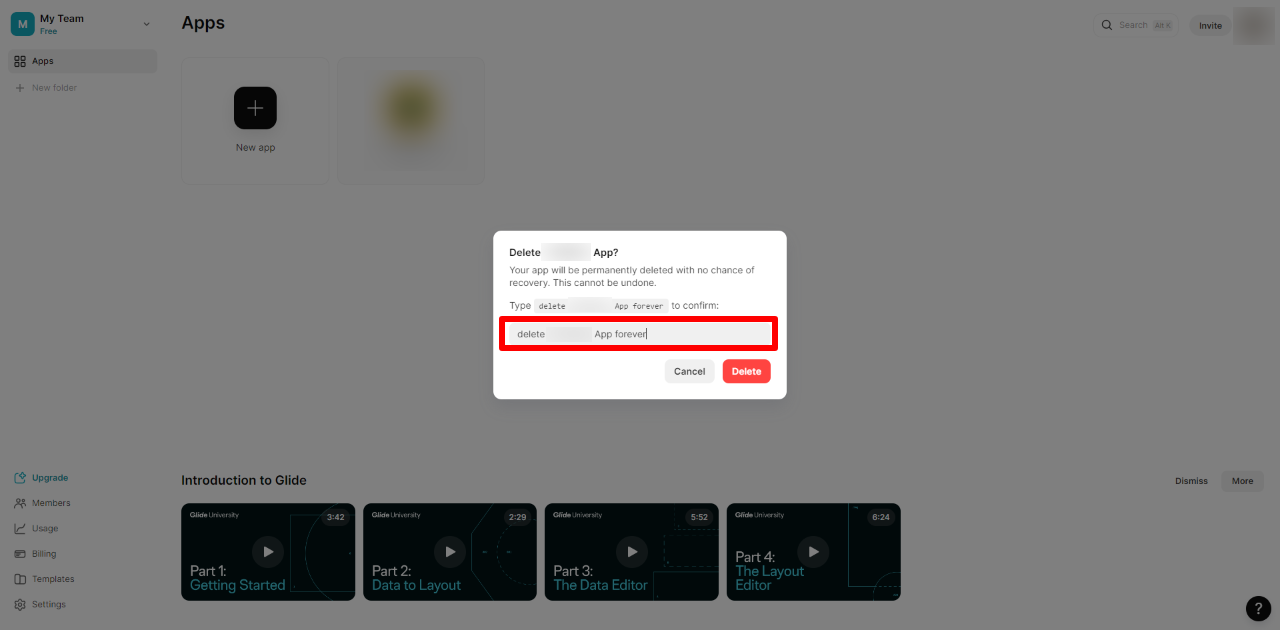 M
My Team
Free
Apps
New folder
Upgrade
Members
Usage
Billing
Templates
Settings
Apps
Search Alt K
Invite
New app
Delete App?
Your app will be permanently deleted with no chance of
recovery. This cannot be undone.
Type delete App forever to confirm:
delete App forever
Cancel
Delete
Introduction to Glide
Dismiss
More
Glide University
3:42
Part 1:
Getting Started
Glide University
2:29
Part 2:
Data to Layout
Glide University
5:52
Part 3:
The Data Editor
Glide University
6:24
Part 4:
The Layout
Editor
?